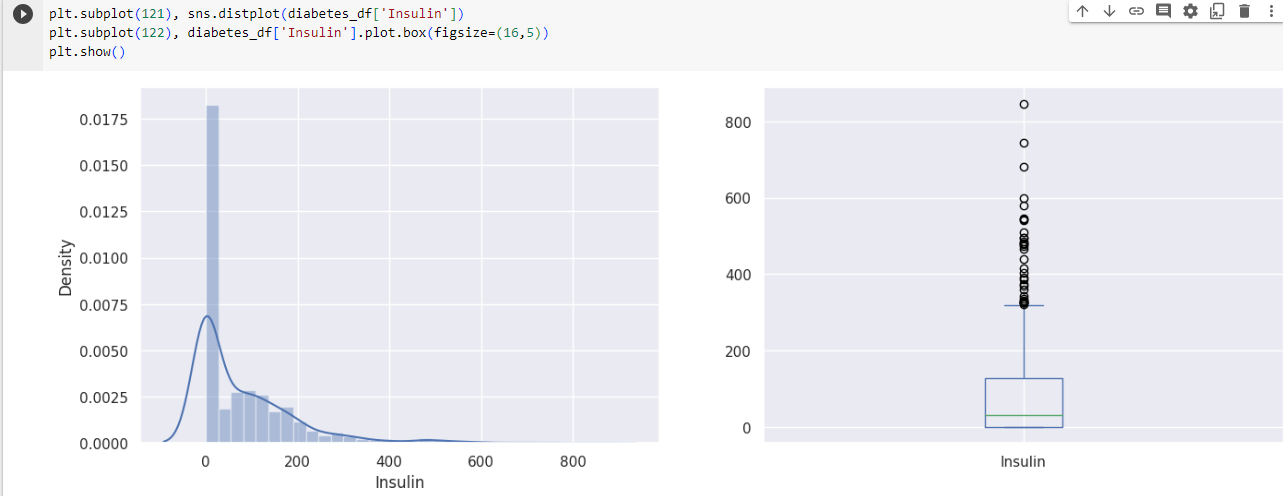 plt.subplot(121), sns.distplot(diabetes_df['Insulin'])
plt.subplot(122), diabetes_df['Insulin'].plot.box(figsize=(16,5))
plt.show()
0.0175
0.0150
0.0125
0.0100
0.0075
0.0050
0.0025
0.0000
Density
0 200 400 600 800
Insulin
800
600
400
200
0
Insulin